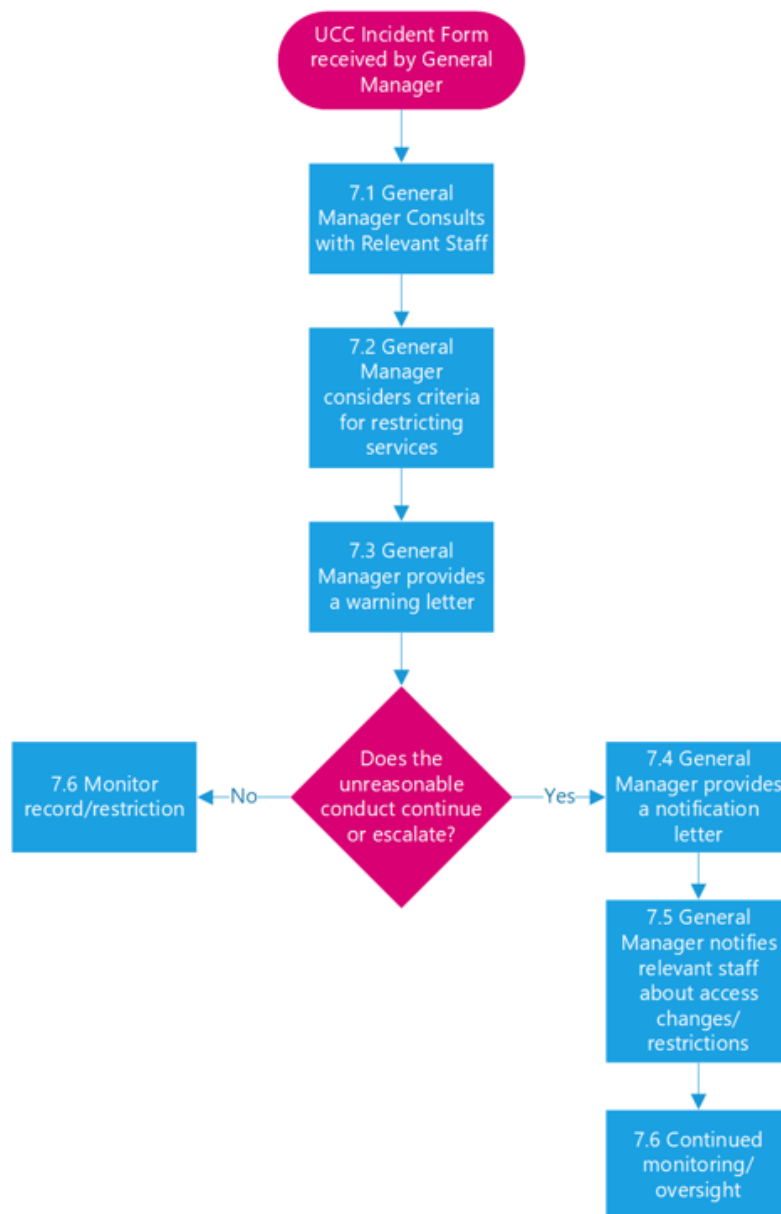 UCC Incident Form
received by General
Manager
7.1 General
Manager Consults
with Relevant Staff
7.2 General
Manager
considers criteria
for restricting
services
7.3 General
Manager provides
a warning letter
Does the
unreasonable
conduct continue
or escalate?
No
7.6 Monitor
record/restriction
Yes
7.4 General
Manager provides
a notification
letter
7.5 General
Manager notifies
relevant staff
about access
changes/
restrictions
7.6 Continued
monitoring/
oversight